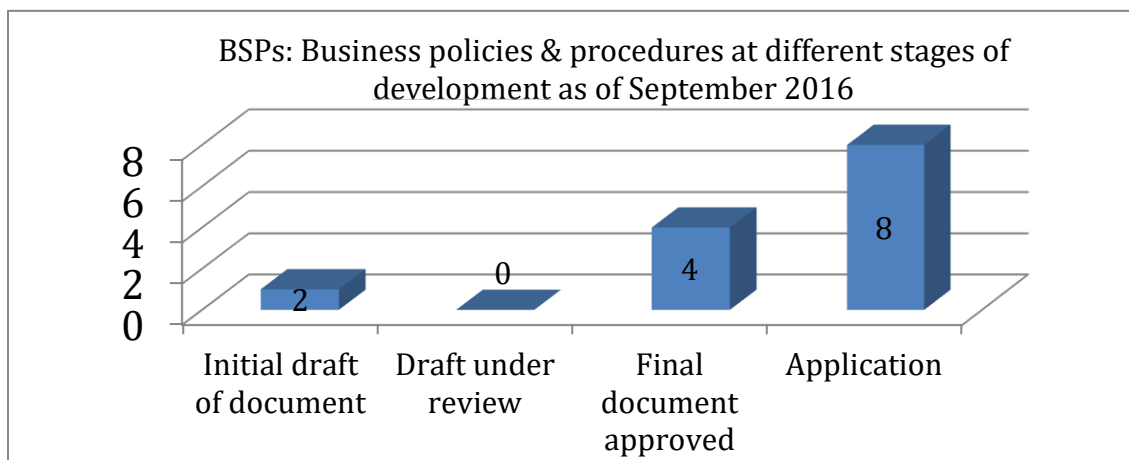 BSPs: Business policies & procedures at different stages of
development as of September 2016
8
6
4
2
0
2
0
4
8
Initial draft
of document
Draft under
review
Final
document
approved
Application